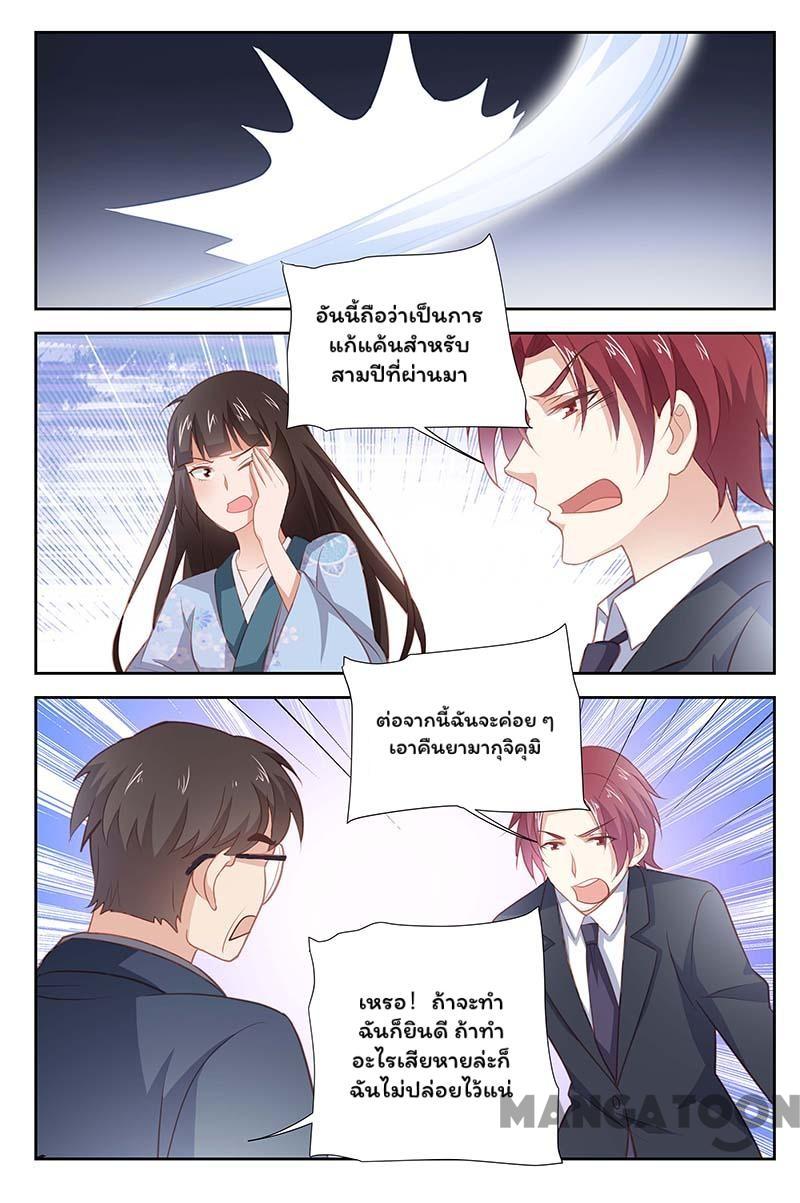 อันนี้ถือว่าเป็นการ
แก้แค้นสำหรับ
สามปีที่ผ่านมา
ต่อจากนี้ฉันจะค่อย ๆ
เอาคืนยามากุจิคุมิ
เหรอ! ถ้าจะทำ
ฉันก็ยินดี ถ้าทำ
อะไรเสียหายล่ะก็
ฉันไม่ปล่อยไว้แน่
MANGATOON